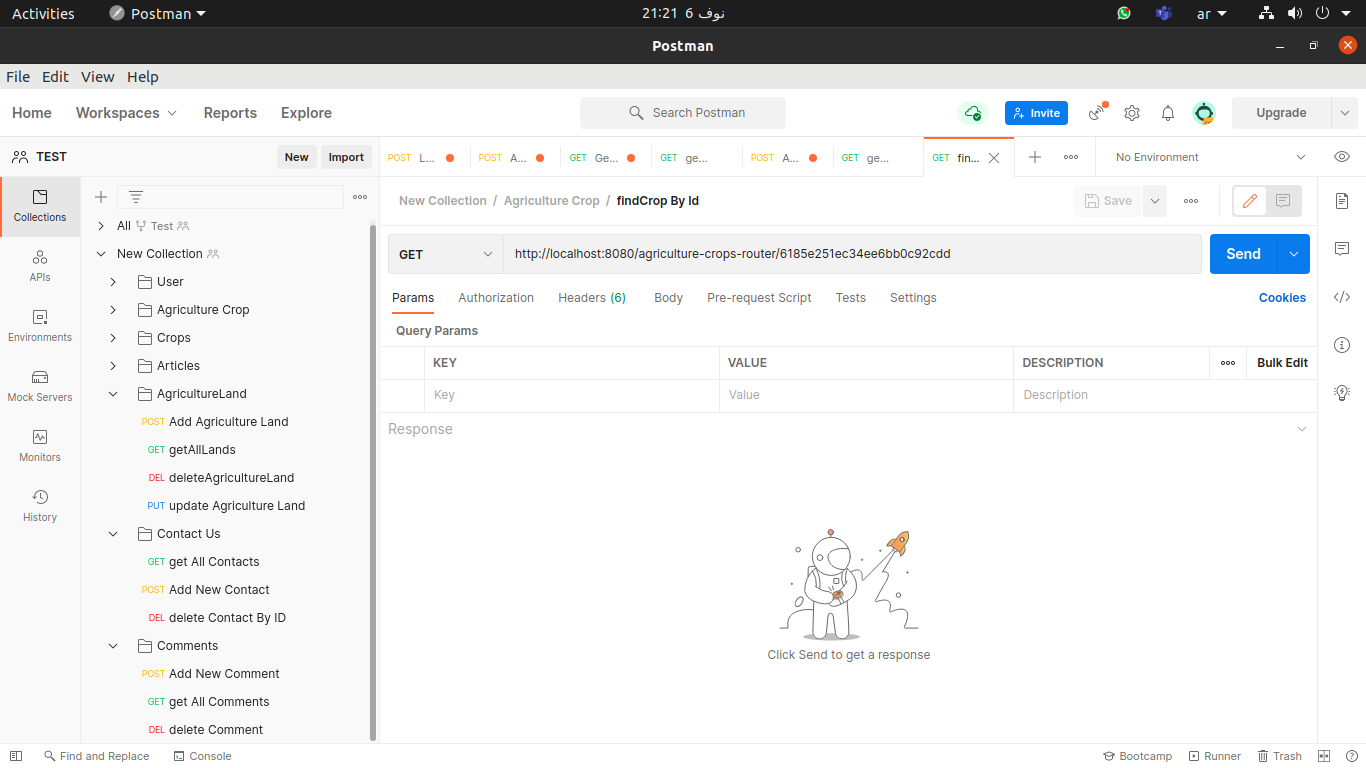 Activities Postman 21:21 6 نوف ar
Postman
File Edit View Help
Home Workspaces Reports Explore Search Postman Invite Upgrade
TEST New Import
POST L... POST A... GET Ge... GET ge... POST A... GET ge... GET fin... No Environment
Collections
APIs
Environments
Mock Servers
Monitors
History
All Test
New Collection
User
Agriculture Crop
Crops
Articles
AgricultureLand
POST Add Agriculture Land
GET getAllLands
DEL deleteAgricultureLand
PUT update Agriculture Land
Contact Us
GET get All Contacts
POST Add New Contact
DEL delete Contact By ID
Comments
POST Add New Comment
GET get All Comments
DEL delete Comment
New Collection / Agriculture Crop / findCrop By Id Save
GET http://localhost:8080/agriculture-crops-router/6185e251ec34ee6bb0c92cdd Send
Params Authorization Headers (6) Body Pre-request Script Tests Settings Cookies
Query Params
KEY VALUE DESCRIPTION Bulk Edit
Key Value Description
Response
Click Send to get a response
Find and Replace Console Bootcamp Runner Trash